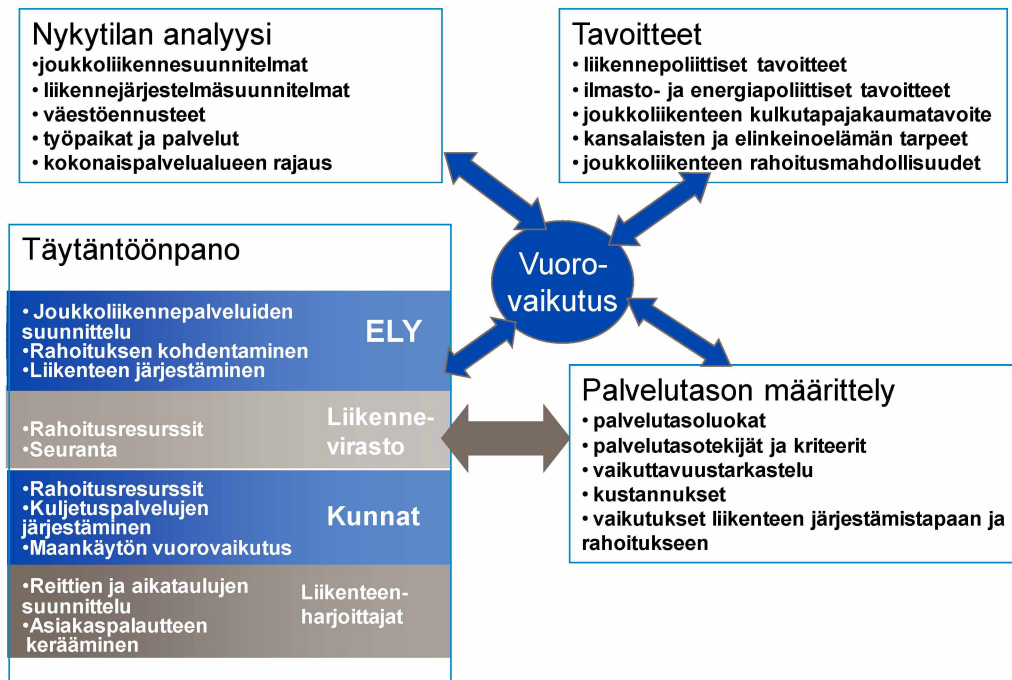 Nykytilan analyysi
•joukkoliikennesuunnitelmat
•liikennejärjestelmäsuunnitelmat
•väestöennusteet
•työpaikat ja palvelut
•kokonaispalvelualueen rajaus
Tavoitteet
• liikennepoliittiset tavoitteet
• ilmasto- ja energiapoliittiset tavoitteet
• joukkoliikenteen kulkutapajakaumatavoite
• kansalaisten ja elinkeinoelämän tarpeet
• joukkoliikenteen rahoitusmahdollisuudet
Vuoro-
vaikutus
Täytäntöönpano
• Joukkoliikennepalveluiden
suunnittelu
•Rahoituksen kohdentaminen
•Liikenteen järjestäminen
ELY
•Rahoitusresurssit
•Seuranta
Liikenne-
virasto
•Rahoitusresurssit
•Kuljetuspalvelujen
järjestäminen
•Maankäytön vuorovaikutus
Kunnat
•Reittien ja aikataulujen
suunnittelu
•Asiakaspalautteen
kerääminen
Liikenteen-
harjoittajat
Palvelutason määrittely
• palvelutasoluokat
• palvelutasotekijät ja kriteerit
• vaikuttavuustarkastelu
• kustannukset
• vaikutukset liikenteen järjestämistapaan ja
rahoitukseen